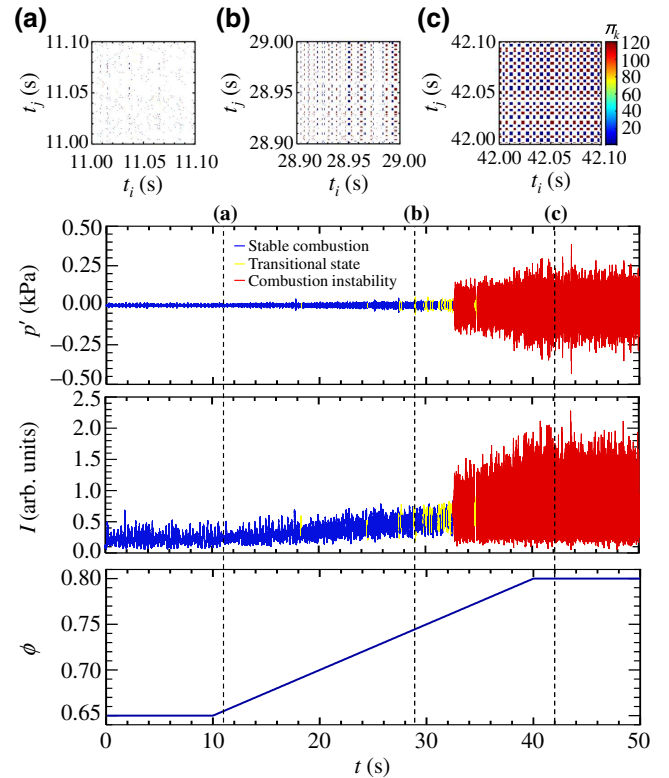 (a) (b) (c) π_k
11.10 29.00 42.10 120
100
t_j (s) 11.05 t_j (s) 28.95 t_j (s) 42.05 80
60
40
11.00 28.90 42.00 20
11.00 11.05 11.10 28.90 28.95 29.00 42.00 42.05 42.10
t_i (s) t_i (s) t_i (s)
(a) (b) (c)
0.50
Stable combustion
0.25 Transitional state
Combustion instability
p′ (kPa) 0.00
−0.25
−0.50
2.5
2.0
I (arb. units) 1.5
1.0
0.5
0.0
0.80
0.75
ϕ
0.70
0.65
0 10 20 30 40 50
t (s)